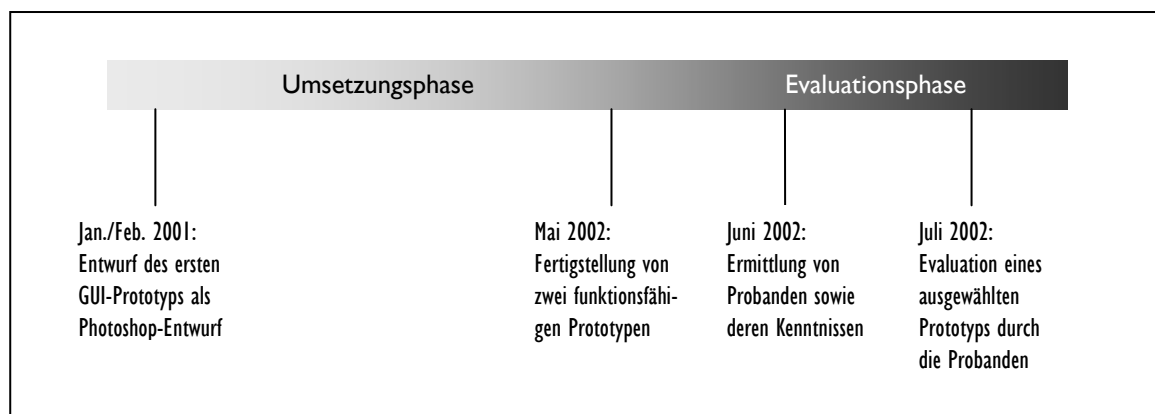 Umsetzungsphase
Evaluationsphase
Jan./Feb. 2001:
Entwurf des ersten
GUI-Prototyps als
Photoshop-Entwurf
Mai 2002:
Fertigstellung von
zwei funktionsfähi-
gen Prototypen
Juni 2002:
Ermittlung von
Probanden sowie
deren Kenntnissen
Juli 2002:
Evaluation eines
ausgewählten
Prototyps durch
die Probanden